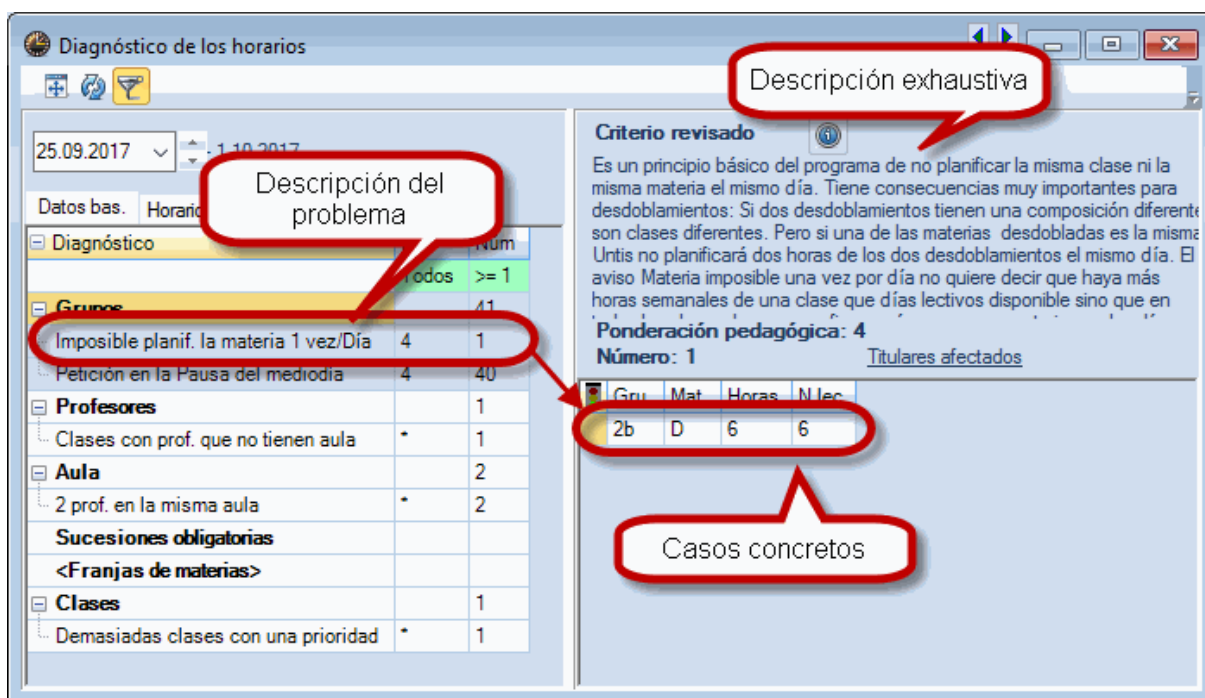 Diagnóstico de los horarios
Descripción exhaustiva
25.09.2017
1.10.2017
Descripción del
problema
Datos bas. Horario
Diagnóstico Num
Todos >= 1
Grupos 41
Imposible planif. la materia 1 vez/Día 4 1
Petición en la Pausa del mediodía 4 40
Profesores 1
Clases con prof. que no tienen aula * 1
Aula 2
2 prof. en la misma aula * 2
Sucesiones obligatorias
<Franjas de materias>
Clases 1
Demasiadas clases con una prioridad * 1
Criterio revisado
Es un principio básico del programa de no planificar la misma clase ni la
misma materia el mismo día. Tiene consecuencias muy importantes para
desdoblamientos: Si dos desdoblamientos tienen una composición diferente
son clases diferentes. Pero si una de las materias desdobladas es la misma
Untis no planificará dos horas de los dos desdoblamientos el mismo día. El
aviso Materia imposible una vez por día no quiere decir que haya más
horas semanales de una clase que días lectivos disponible sino que en
Ponderación pedagógica: 4
Número: 1 Titulares afectados
Gru. Mat. Horas N.lec.
2b D 6 6
Casos concretos